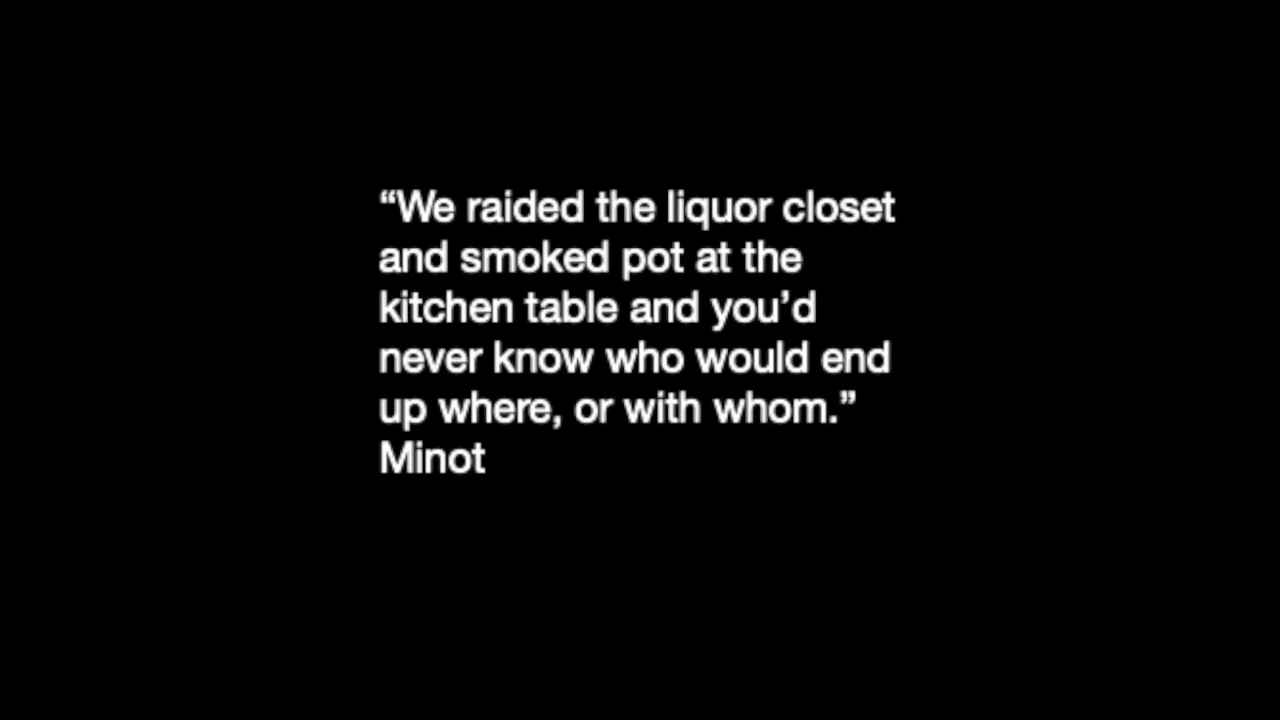 “We raided the liquor closet
and smoked pot at the
kitchen table and you’d
never know who would end
up where, or with whom.”
Minot